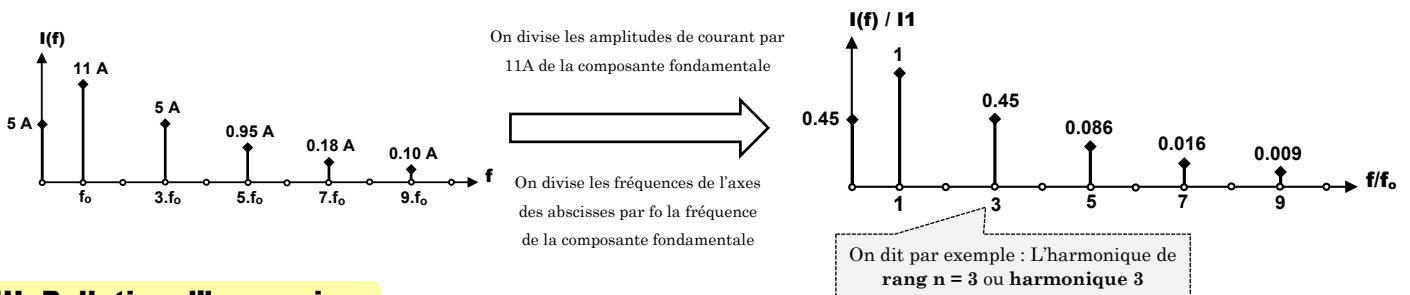 I(f)
11 A
5 A
5 A
0.95 A
0.18 A
0.10 A
f
fo
3.fo
5.fo
7.fo
9.fo
On divise les amplitudes de courant par
11A de la composante fondamentale
On divise les fréquences de l'axes
des abscisses par fo la fréquence
de la composante fondamentale
I(f) / I1
1
0.45
0.45
0.086
0.016
0.009
f/fo
1
3
5
7
9
On dit par exemple : L'harmonique de
rang n = 3 ou harmonique 3